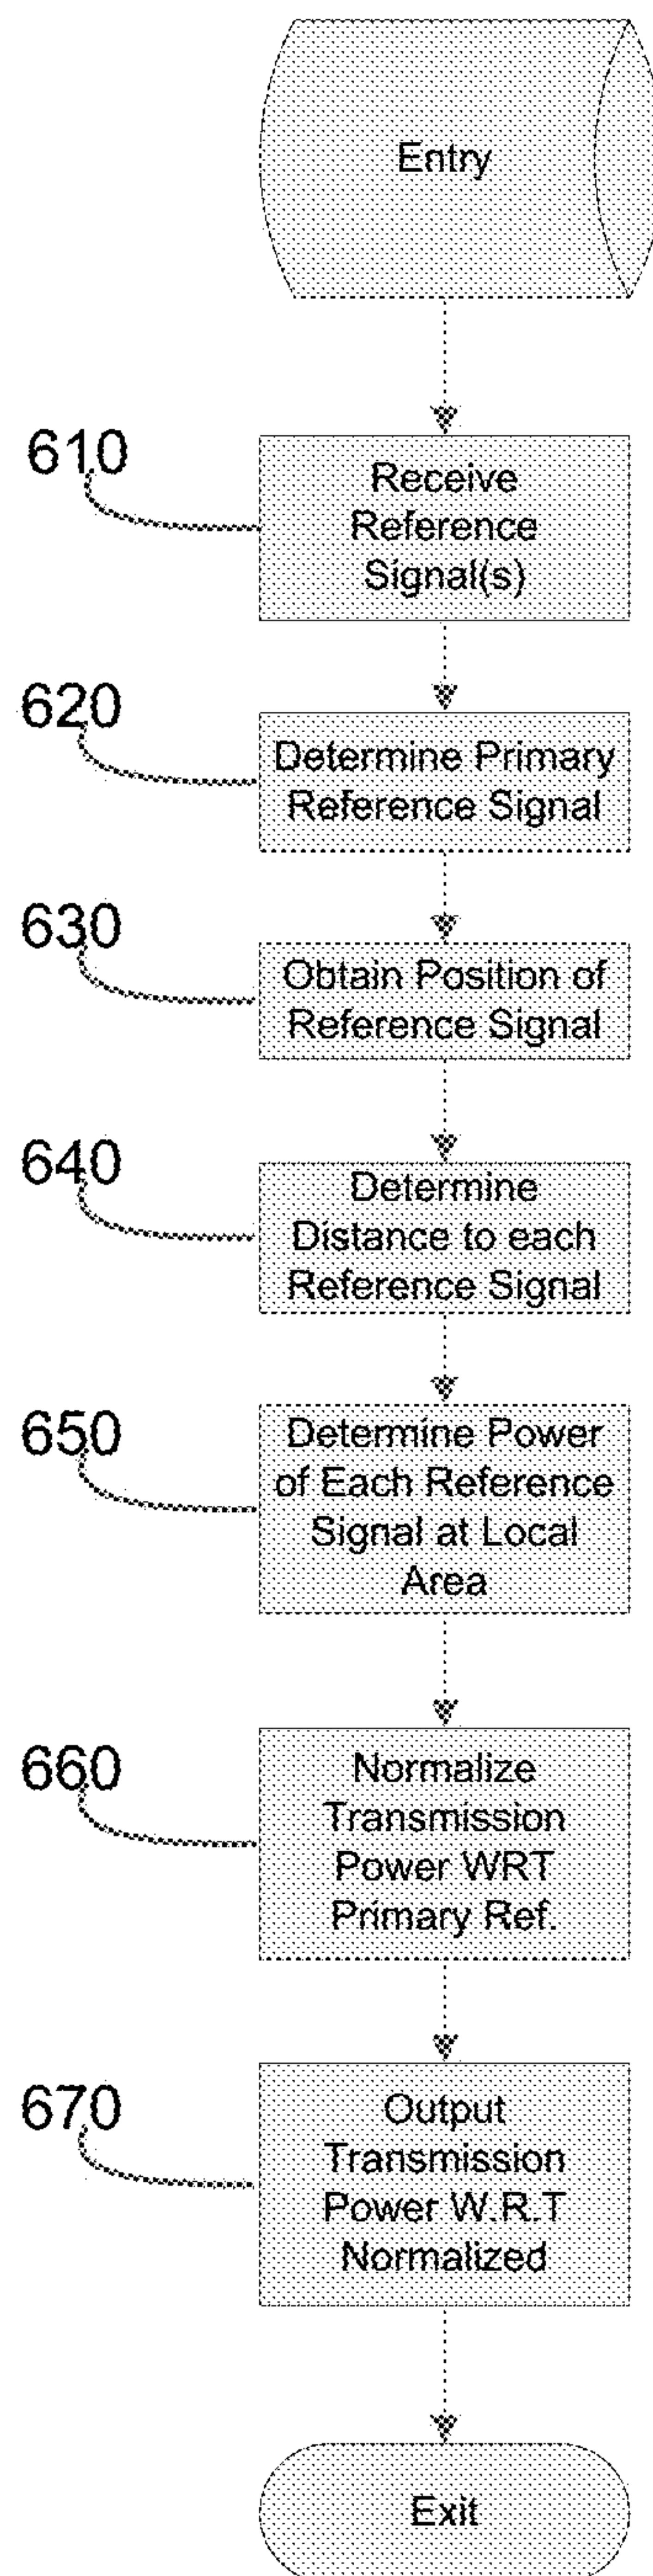 Entry
610
Receive
Reference
Signal(s)
620
Determine Primary
Reference Signal
630
Obtain Position of
Reference Signal
640
Determine
Distance to each
Reference Signal
650
Determine Power
of Each Reference
Signal at Local
Area
660
Normalize
Transmission
Power WRT
Primary Ref.
670
Output
Transmission
Power W.R.T
Normalized
Exit